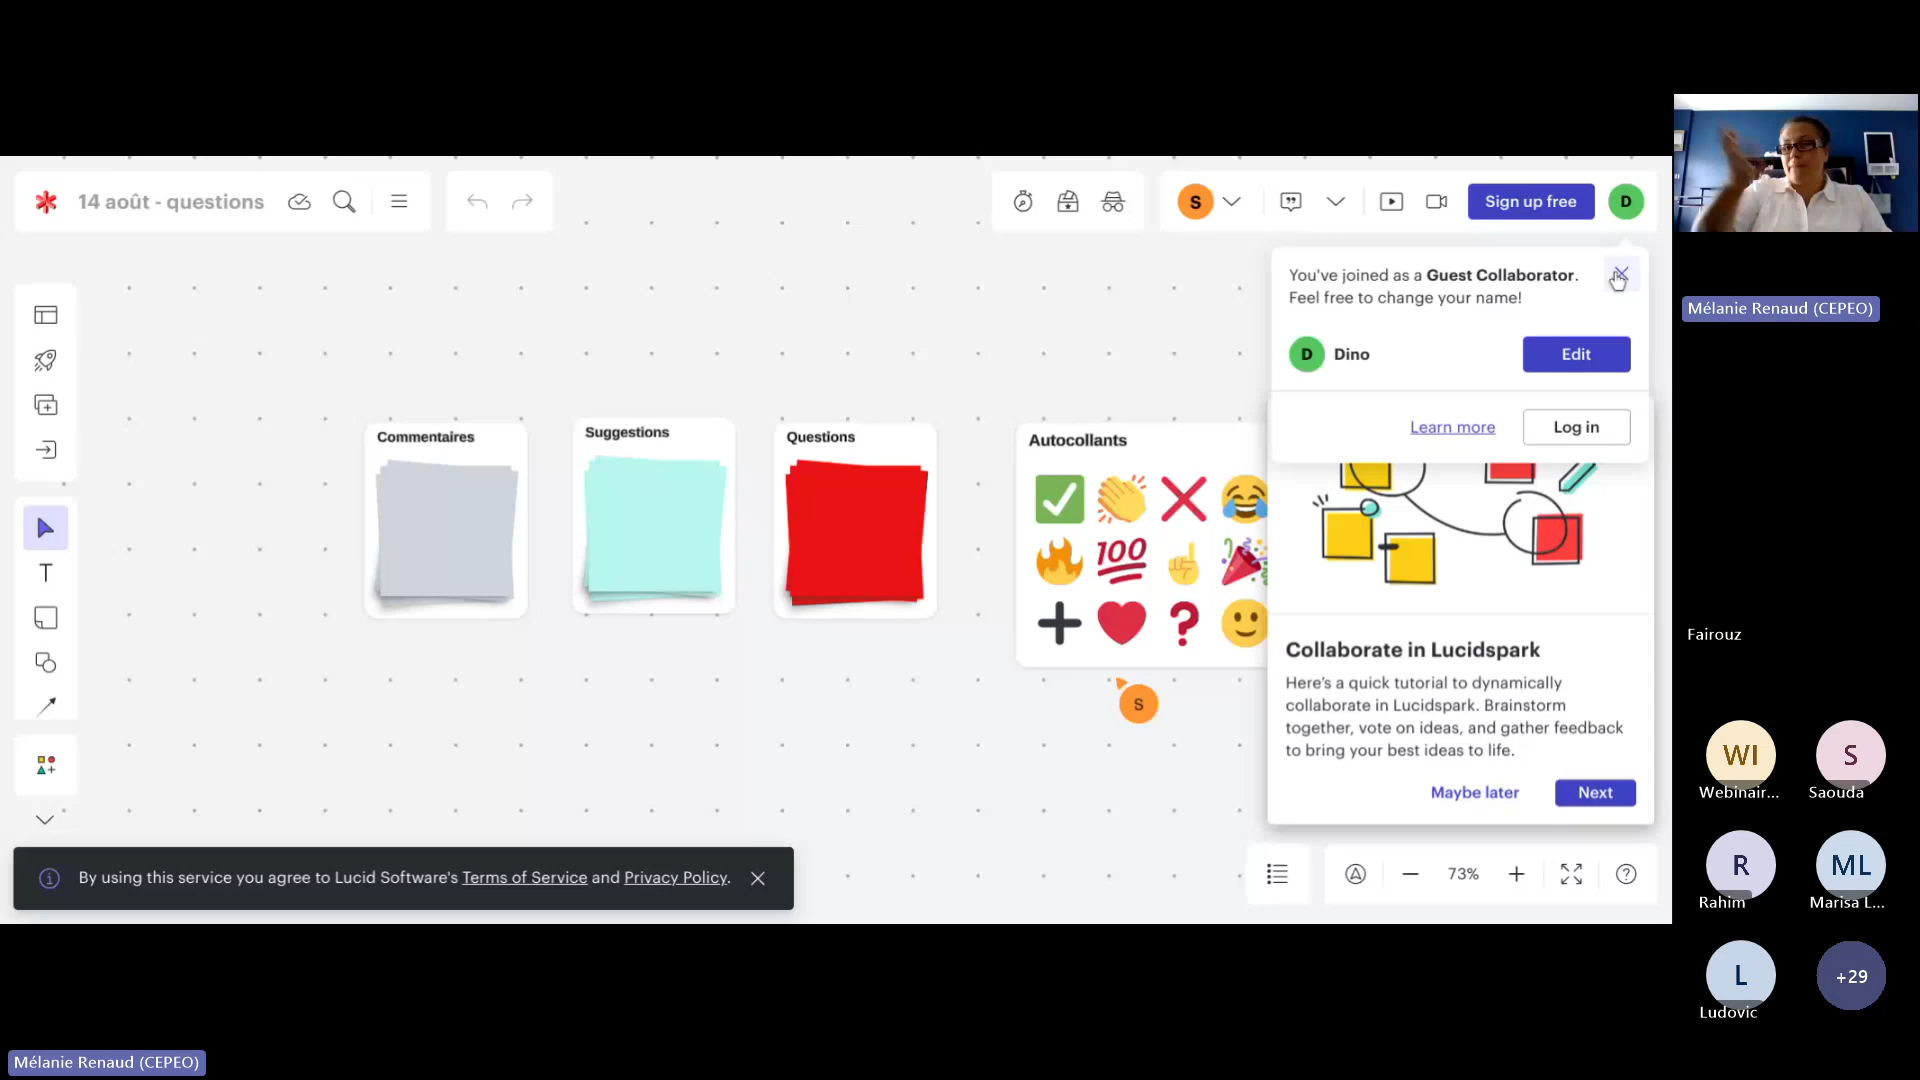 14 août - questions
S
Sign up free
D
You've joined as a Guest Collaborator.
Feel free to change your name!
D
Dino
Edit
Learn more
Log in
Commentaires
Suggestions
Questions
Autocollants
100
T
S
Collaborate in Lucidspark
Here's a quick tutorial to dynamically
collaborate in Lucidspark. Brainstorm
together, vote on ideas, and gather feedback
to bring your best ideas to life.
Maybe later
Next
By using this service you agree to Lucid Software's Terms of Service and Privacy Policy.
73%
Mélanie Renaud (CEPEO)
Fairouz
WI
Webinair...
S
Saouda
R
Rahim
ML
Marisa L...
L
Ludovic
+29
Mélanie Renaud (CEPEO)